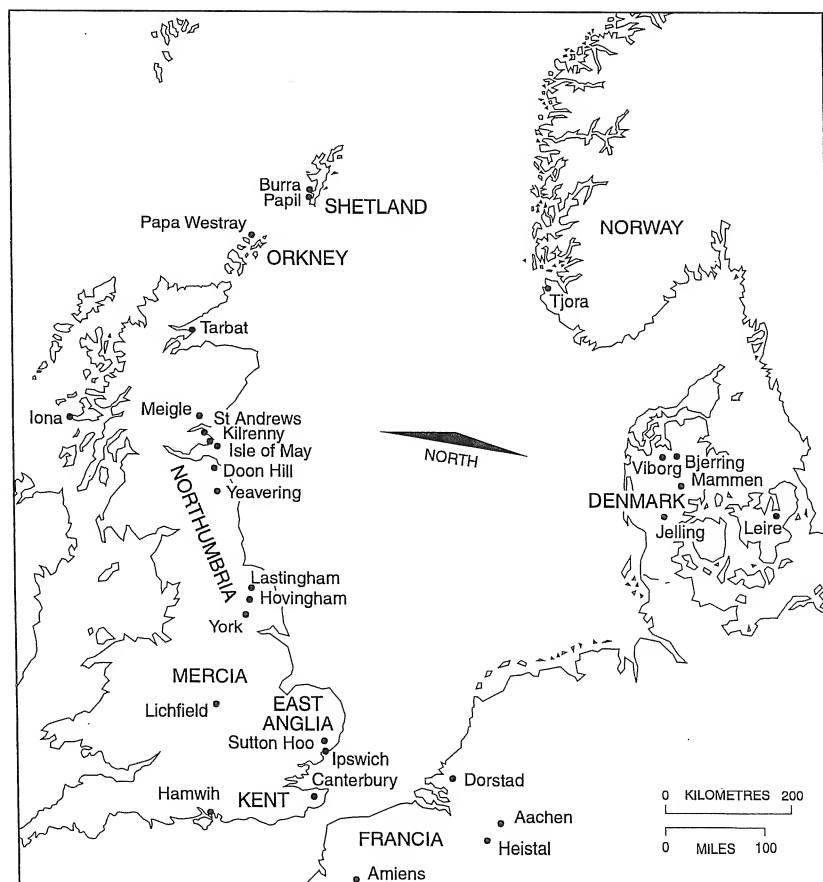 Burra
Papil
SHETLAND
Papa Westray
ORKNEY
NORWAY
Tjora
Tarbat
Iona
Meigle
St Andrews
Kilrenny
Isle of May
Doon Hill
Yeavering
NORTH
NORTHUMBRIA
Viborg
Bjerring
Mammen
DENMARK
Jelling
Leire
Lastingham
Hovingham
York
MERCIA
Lichfield
EAST
ANGLIA
Sutton Hoo
Ipswich
Canterbury
Hamwih
KENT
Dorstad
Aachen
FRANCIA
Heistal
Amiens
0 KILOMETRES 200
0 MILES 100